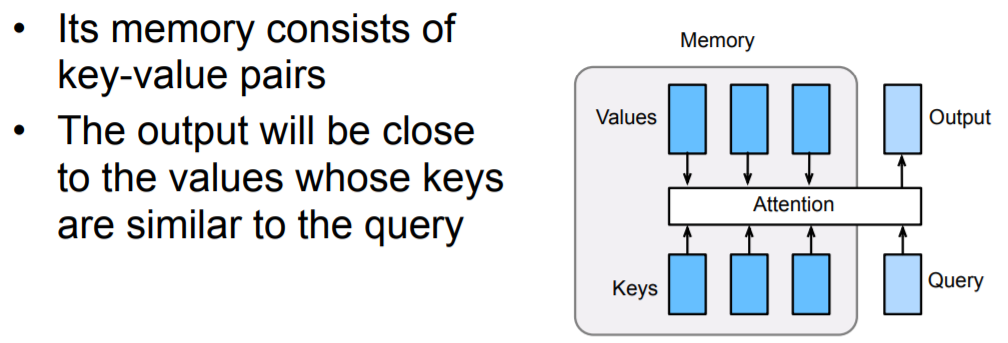 • Its memory consists of
key-value pairs
• The output will be close
to the values whose keys
are similar to the query
Memory
Values
Output
Attention
Keys
Query